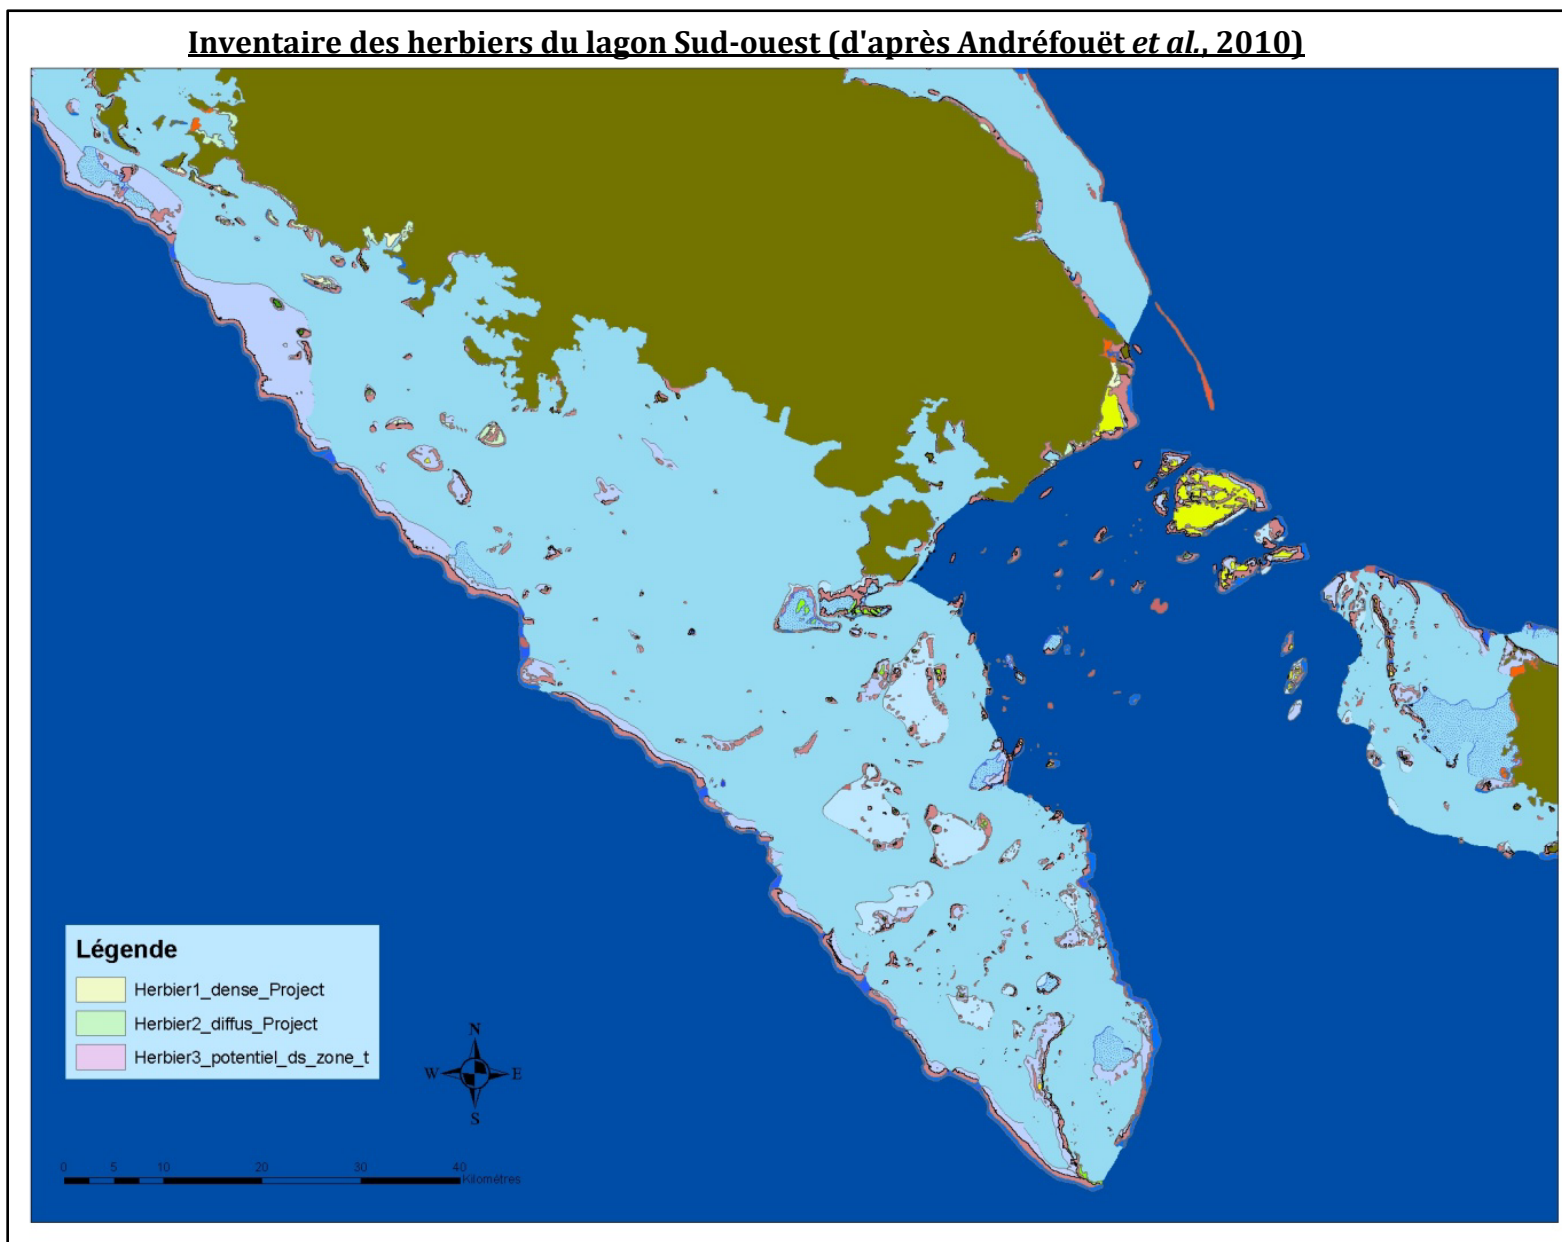 Inventaire des herbiers du lagon Sud-ouest (d'après Andréfouët et al., 2010)
Légende
Herbier1_dense_Project
Herbier2_diffus_Project
Herbier3_potentiel_ds_zone_t
N
W E
S
0 5 10 20 30 40
Kilomètres